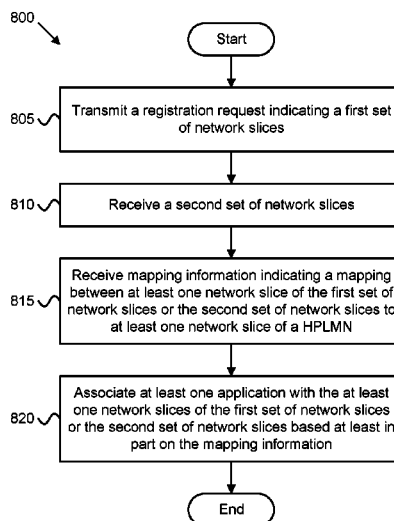 800
Start
805
Transmit a registration request indicating a first set
of network slices
810
Receive a second set of network slices
815
Receive mapping information indicating a mapping
between at least one network slice of the first set of
network slices or the second set of network slices to
at least one network slice of a HPLMN
820
Associate at least one application with the at least
one network slices of the first set of network slices
or the second set of network slices based at least in
part on the mapping information
End